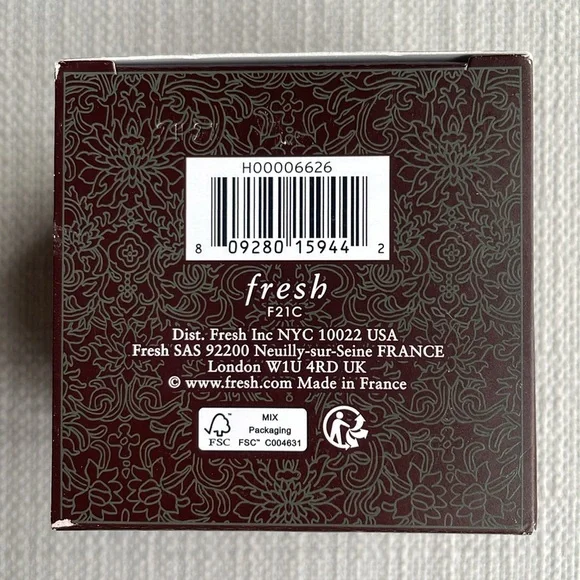 H00006626
8 09280 15944 2
fresh
F21C
Dist. Fresh Inc NYC 10022 USA
Fresh SAS 92200 Neuilly-sur-Seine FRANCE
London W1U 4RD UK
© www.fresh.com Made in France
FSC
MIX
Packaging
FSC™ C004631